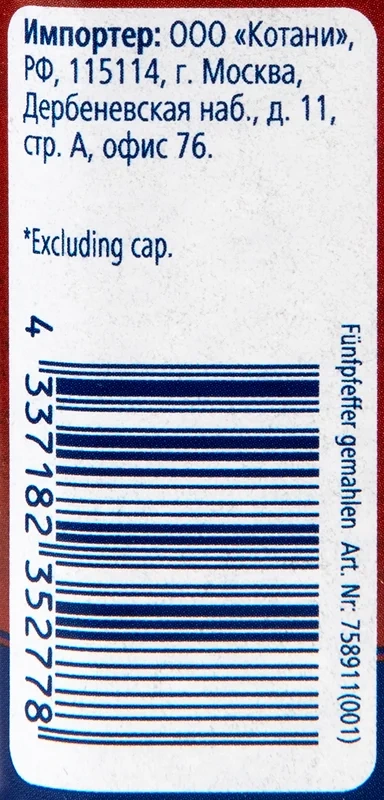 Импортер: ООО «Котани»,
РФ, 115114, г. Москва,
Дербеневская наб., д. 11,
стр. А, офис 76.
*Excluding cap.
Fünfpfeffer gemahlen Art. Nr: 758911(001)
4 337182 352778